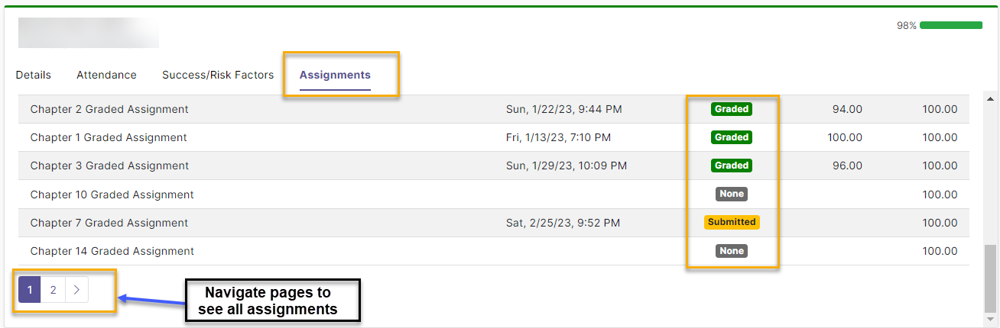 98%
Details Attendance Success/Risk Factors Assignments
Chapter 2 Graded Assignment Sun, 1/22/23, 9:44 PM Graded 94.00 100.00
Chapter 1 Graded Assignment Fri, 1/13/23, 7:10 PM Graded 100.00 100.00
Chapter 3 Graded Assignment Sun, 1/29/23, 10:09 PM Graded 96.00 100.00
Chapter 10 Graded Assignment None 100.00
Chapter 7 Graded Assignment Sat, 2/25/23, 9:52 PM Submitted 100.00
Chapter 14 Graded Assignment None 100.00
1 2 >
Navigate pages to
see all assignments